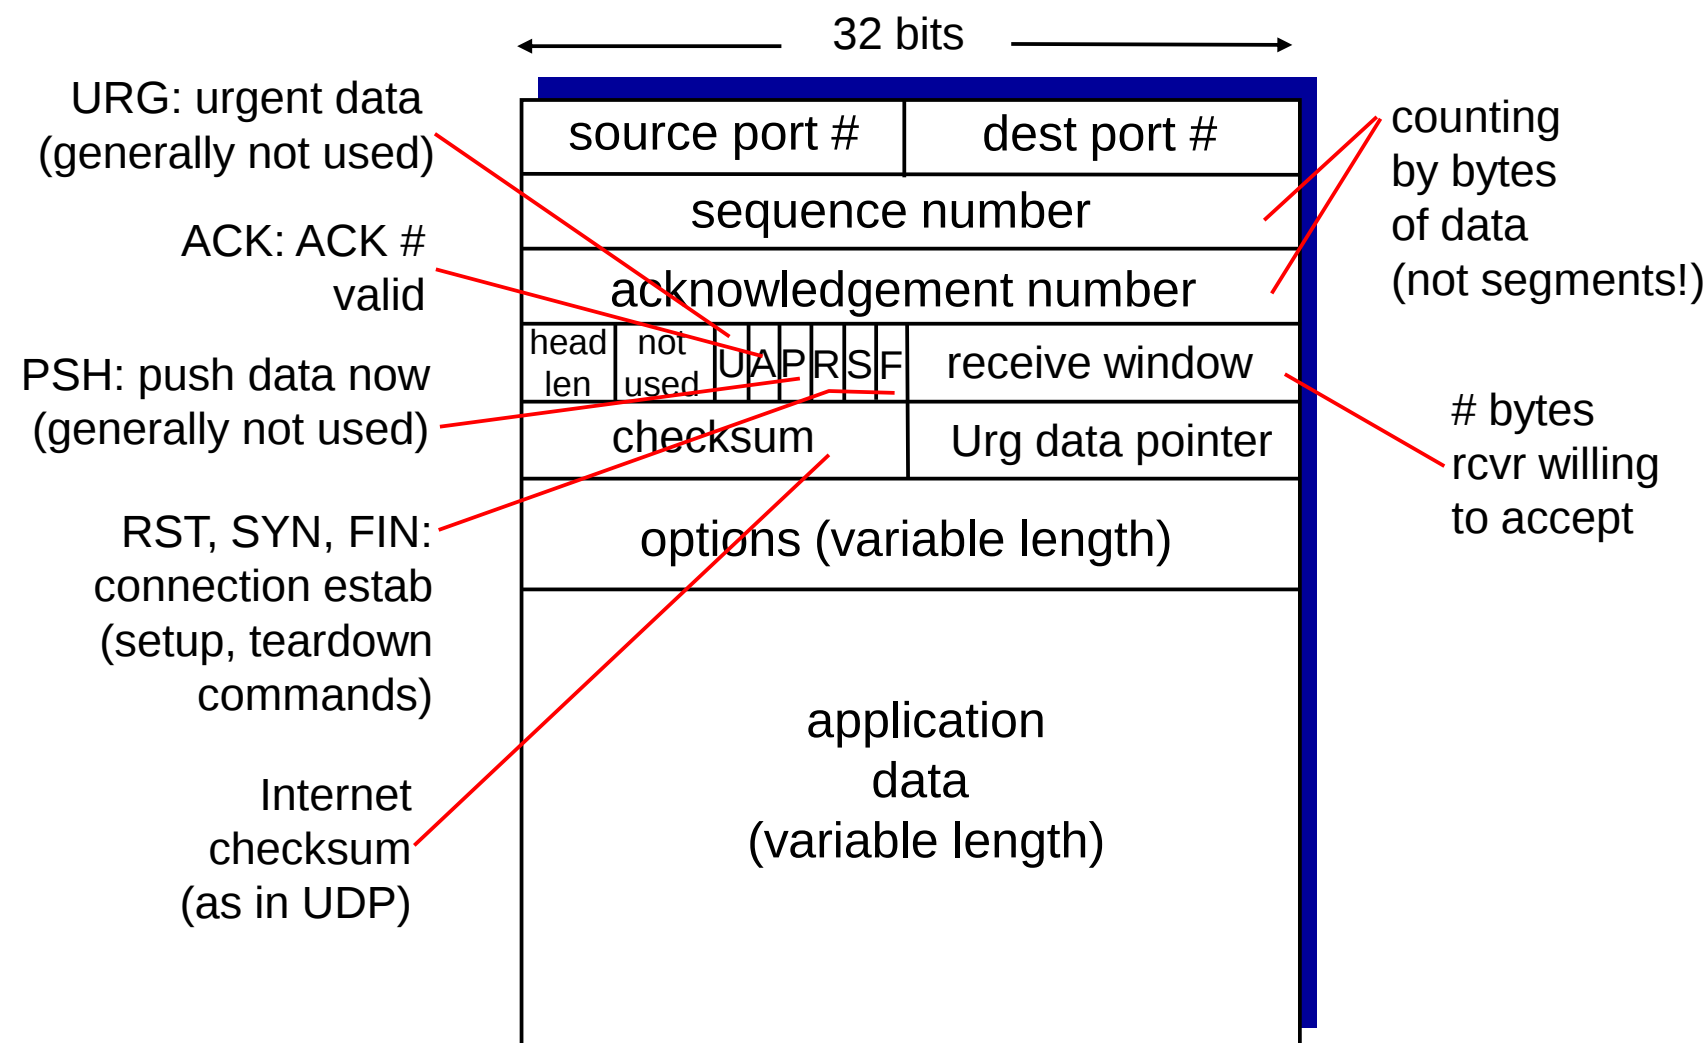 32 bits
URG: urgent data
(generally not used)
ACK: ACK #
valid
PSH: push data now
(generally not used)
RST, SYN, FIN:
connection estab
(setup, teardown
commands)
Internet
checksum
(as in UDP)
source port #
dest port #
sequence number
acknowledgement number
head
len
not
used
U
A
P
R
S
F
receive window
checksum
Urg data pointer
options (variable length)
application
data
(variable length)
counting
by bytes
of data
(not segments!)
# bytes
rcvr willing
to accept